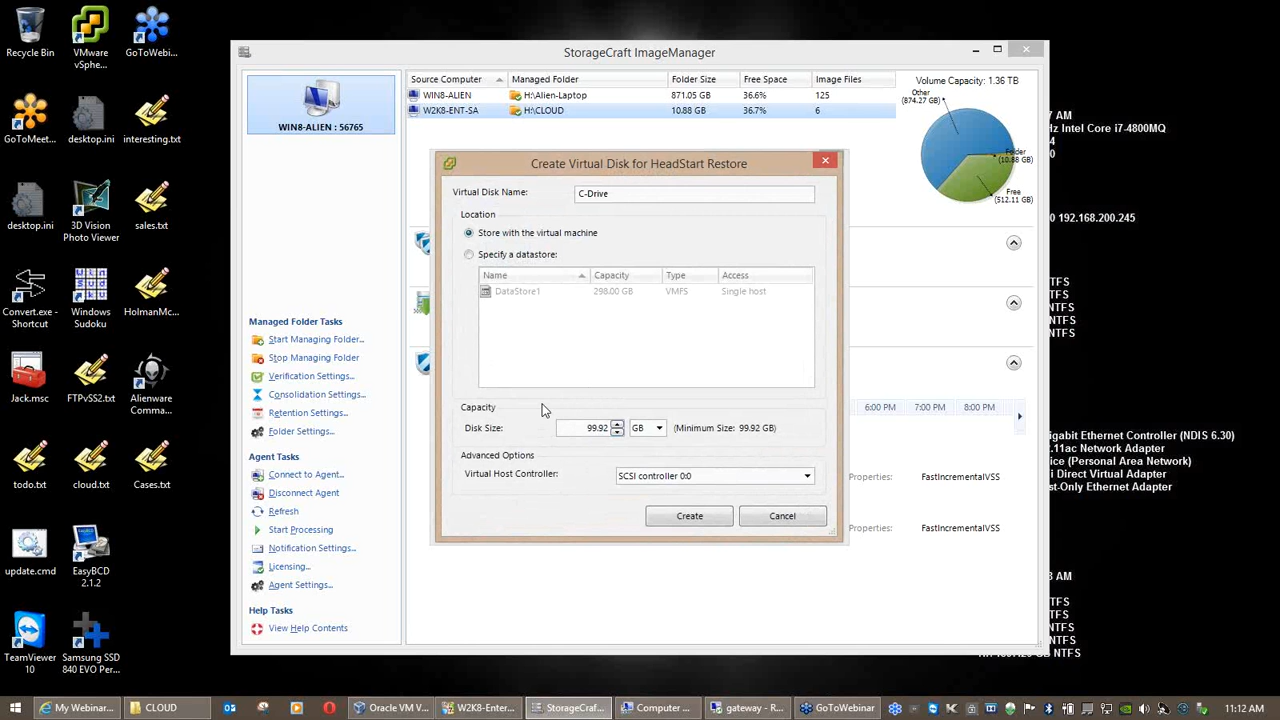 Recycle Bin
VMware vSphe...
GoToWebi...
GoToMeet...
desktop.ini
interesting.txt
desktop.ini
3D Vision Photo Viewer
sales.txt
Convert.exe - Shortcut
Windows Sudoku
HolmanMc...
Jack.msc
FTPvSS2.txt
Alienware Comma...
todo.txt
cloud.txt
Cases.txt
update.cmd
EasyBCD 2.1.2
TeamViewer 10
Samsung SSD 840 EVO Per...
StorageCraft ImageManager
WIN8-ALIEN : 56765
Source Computer Managed Folder Folder Size Free Space Image Files
WIN8-ALIEN H:\Alien-Laptop 871.05 GB 36.6% 125
W2K8-ENT-SA H:\CLOUD 10.88 GB 36.7% 6
Volume Capacity: 1.36 TB
Other (874.27 GB)
Folder (10.88 GB)
Free (512.11 GB)
Managed Folder Tasks
Start Managing Folder...
Stop Managing Folder
Verification Settings...
Consolidation Settings...
Retention Settings...
Folder Settings...
Agent Tasks
Connect to Agent...
Disconnect Agent
Refresh
Start Processing
Notification Settings...
Licensing...
Agent Settings...
Help Tasks
View Help Contents
Create Virtual Disk for HeadStart Restore
Virtual Disk Name: C-Drive
Location
Store with the virtual machine
Specify a datastore:
Name Capacity Type Access
DataStore1 298.00 GB VMFS Single host
Capacity
Disk Size: 99.92 GB (Minimum Size: 99.92 GB)
Advanced Options
Virtual Host Controller: SCSI controller 0:0
Create Cancel
6:00 PM 7:00 PM 8:00 PM
Properties: FastIncrementalVSS
Properties: FastIncrementalVSS
7 AM
Hz Intel Core i7-4800MQ
192.168.200.245
TFS
TFS
TFS
NTFS
NTFS
igabit Ethernet Controller (NDIS 6.30)
.11ac Network Adapter
ice (Personal Area Network)
i Direct Virtual Adapter
st-Only Ethernet Adapter
AM
TFS
TFS
NTFS
NTFS
GB NTFS
My Webinar...
CLOUD
Oracle VM V...
W2K8-Enter...
StorageCraf...
Computer ...
gateway - R...
GoToWebinar
11:12 AM